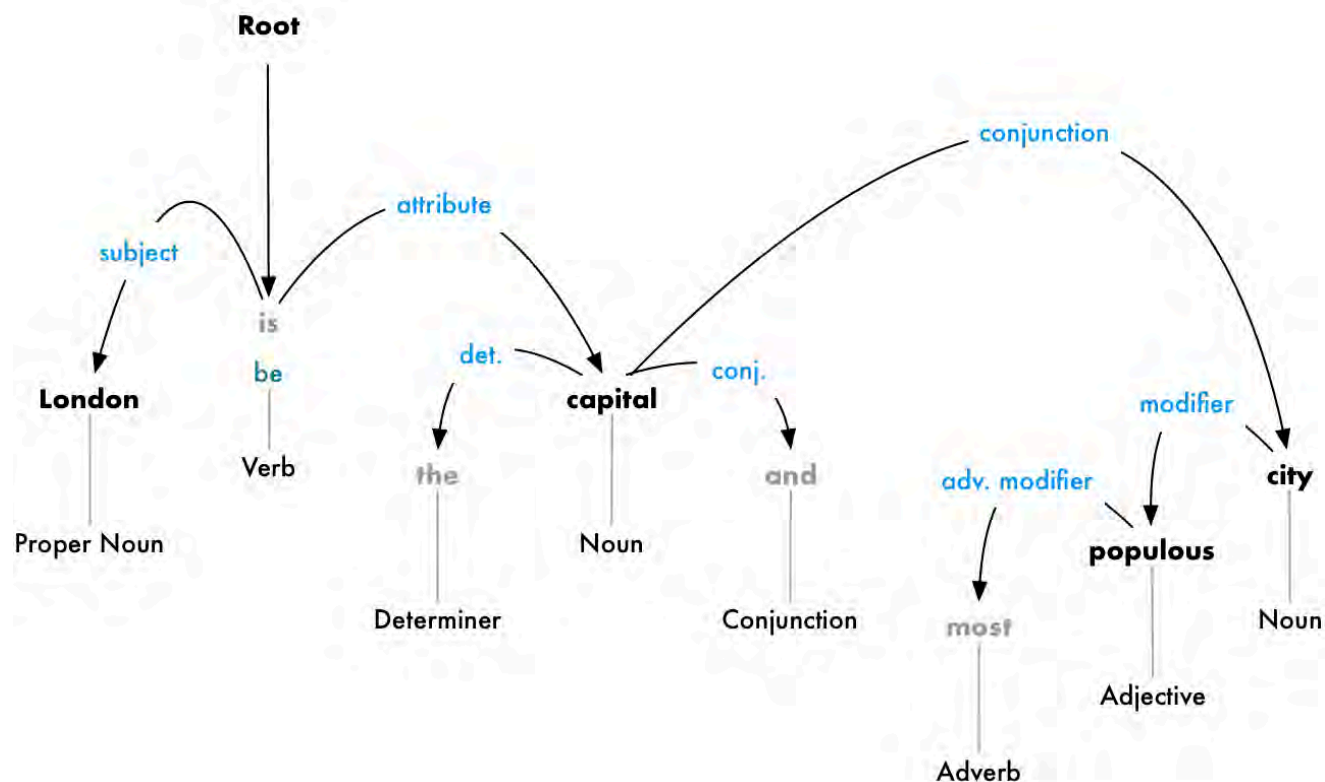 Root
conjunction
attribute
subject
is
det.
conj.
be
London
capital
modifier
Verb
the
and
adv. modifier
city
Proper Noun
Noun
populous
Determiner
Conjunction
most
Noun
Adjective
Adverb